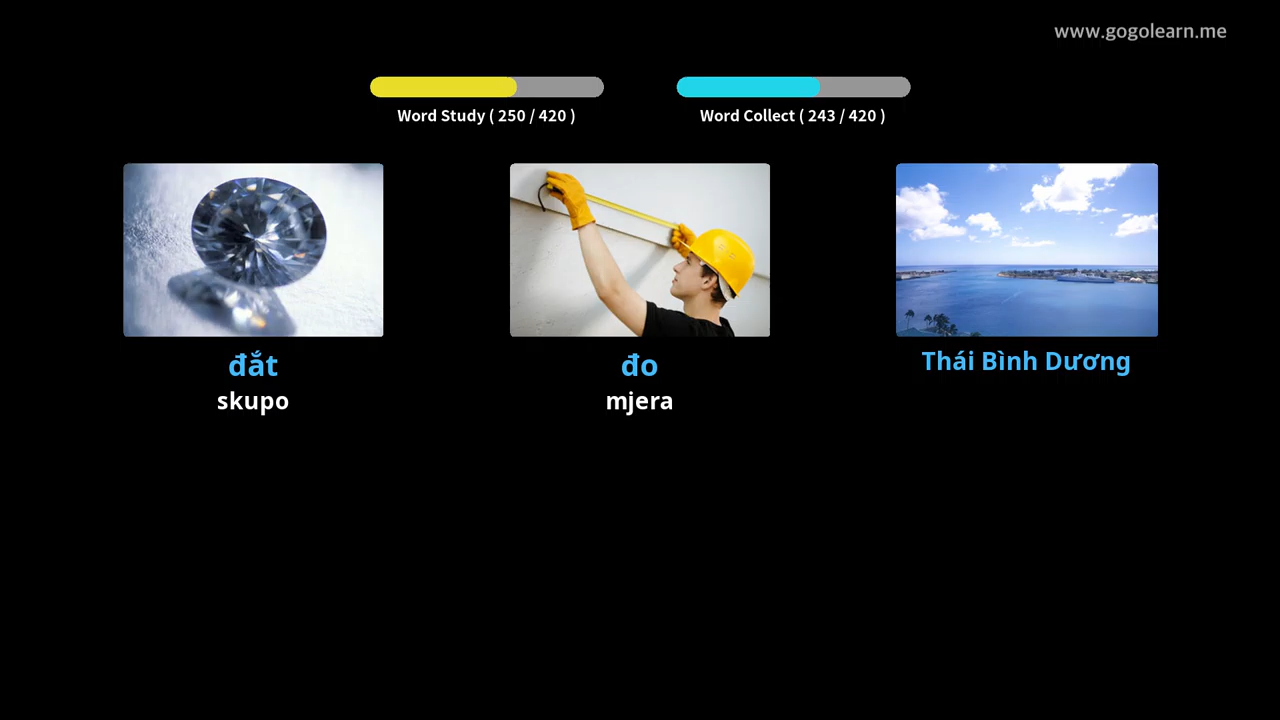 www.gogolearn.me
Word Study ( 250 / 420 )
Word Collect ( 243 / 420 )
đắt
skupo
đo
mjera
Thái Bình Dương